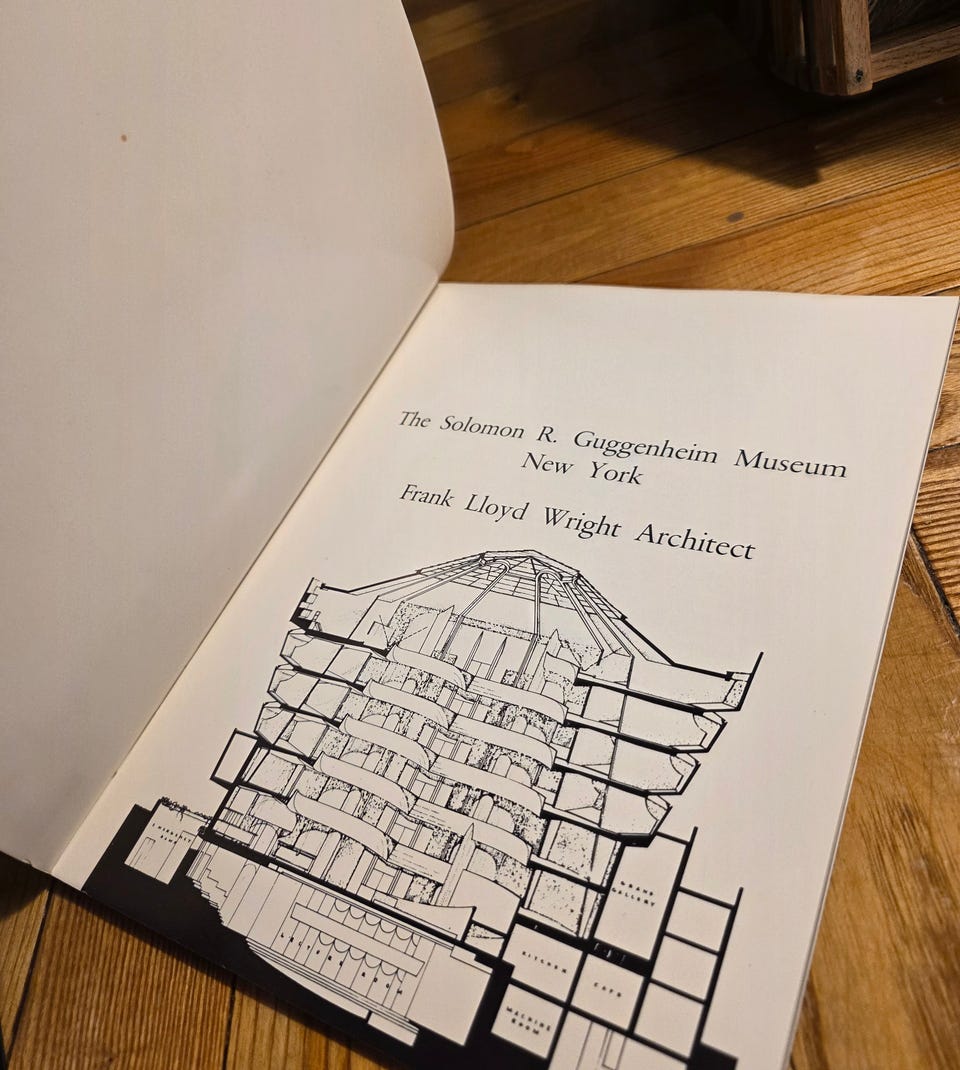 The Solomon R. Guggenheim Museum
New York
Frank Lloyd Wright Architect
GRAND
GALLERY
LECTURE ROOM
KITCHEN
CAFE
MACHINE
ROOM